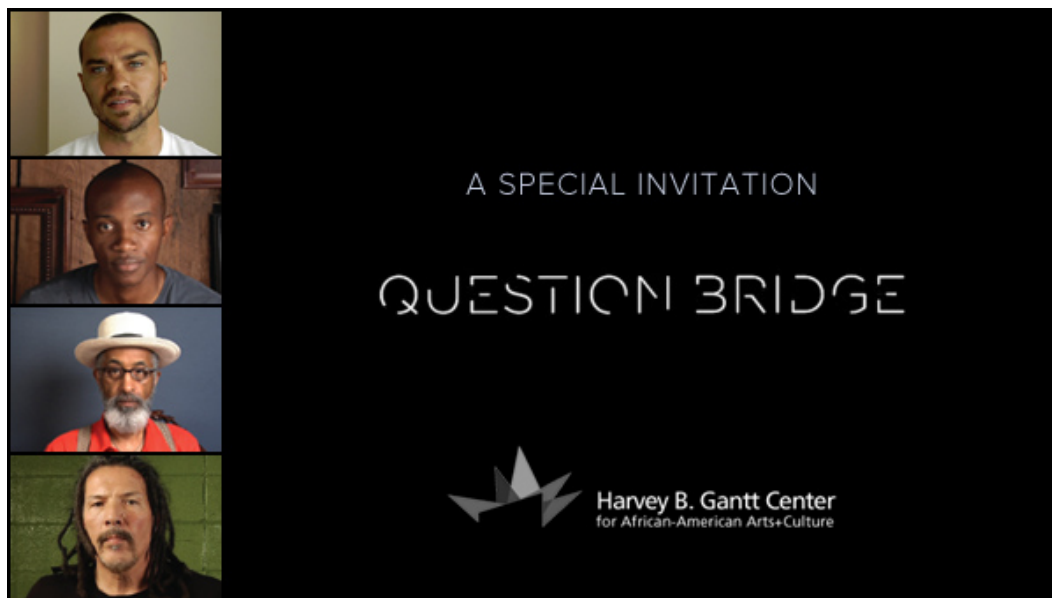 A SPECIAL INVITATION
QUESTION BRIDGE
Harvey B. Gantt Center
for African-American Arts+Culture